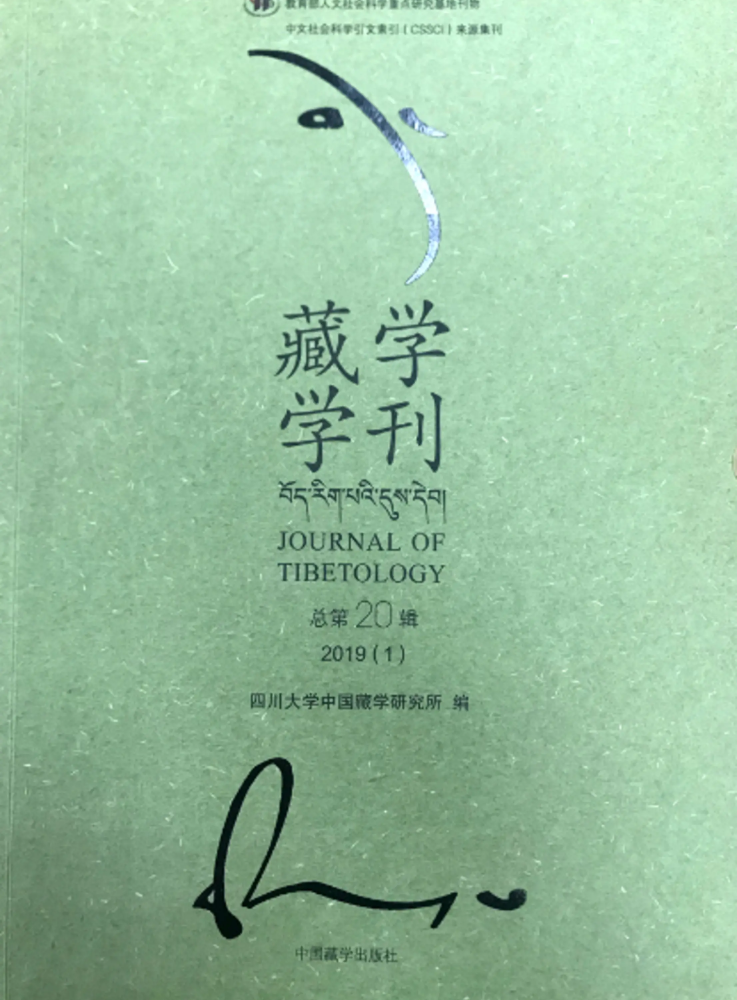 教育部人文社会科学重点研究基地刊物
中文社会科学引文索引（CSSCI）来源集刊
藏学
学刊
བོད་རིག་པའི་དུས་དེབ།
JOURNAL OF
TIBETOLOGY
总第20辑
2019（1）
四川大学中国藏学研究所 编
中国藏学出版社